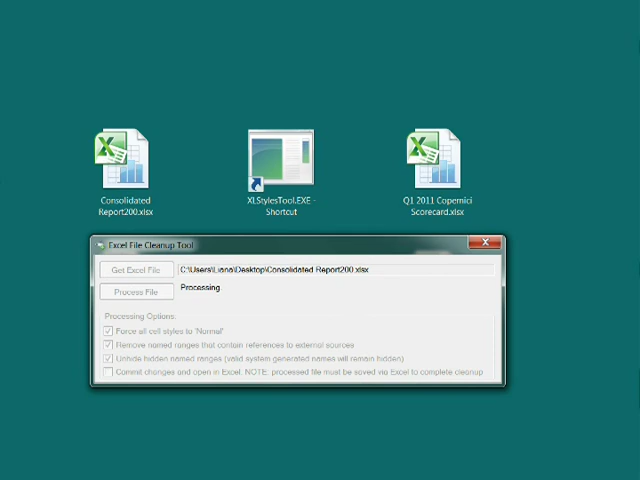 Consolidated
Report200.xlsx
XLStylesTool.EXE -
Shortcut
Q1 2011 Copernici
Scorecard.xlsx
Excel File Cleanup Tool
Get Excel File
C:\Users\Liana\Desktop\Consolidated Report200.xlsx
Process File
Processing.
Processing Options:
Force all cell styles to 'Normal'
Remove named ranges that contain references to external sources
Unhide hidden named ranges (valid system generated names will remain hidden)
Commit changes and open in Excel. NOTE: processed file must be saved via Excel to complete cleanup